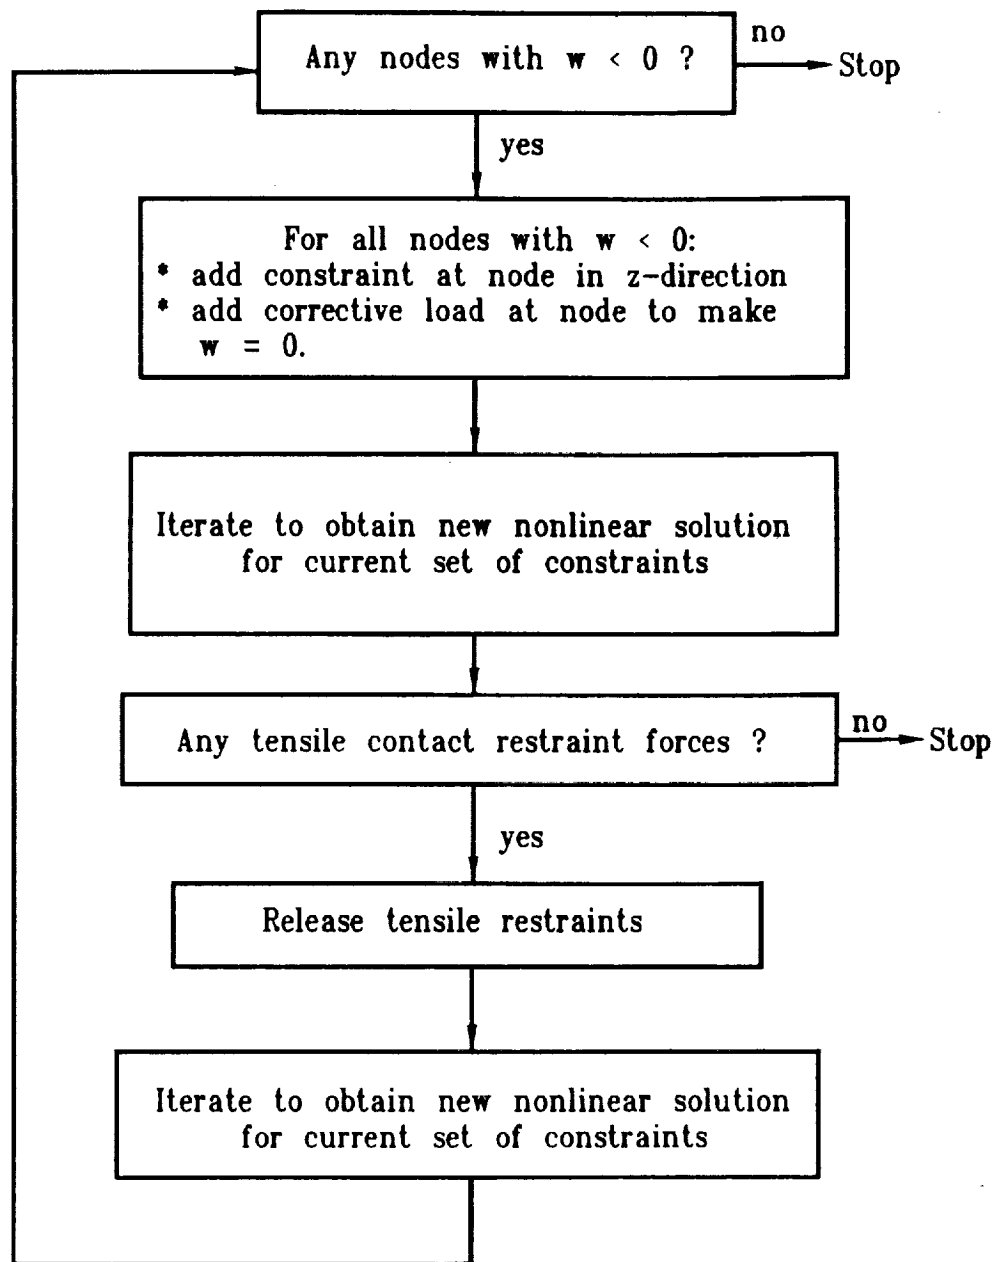 Any nodes with w < 0 ?
no
Stop
yes
For all nodes with w < 0:
* add constraint at node in z-direction
* add corrective load at node to make
w = 0.
Iterate to obtain new nonlinear solution
for current set of constraints
Any tensile contact restraint forces ?
no
Stop
yes
Release tensile restraints
Iterate to obtain new nonlinear solution
for current set of constraints